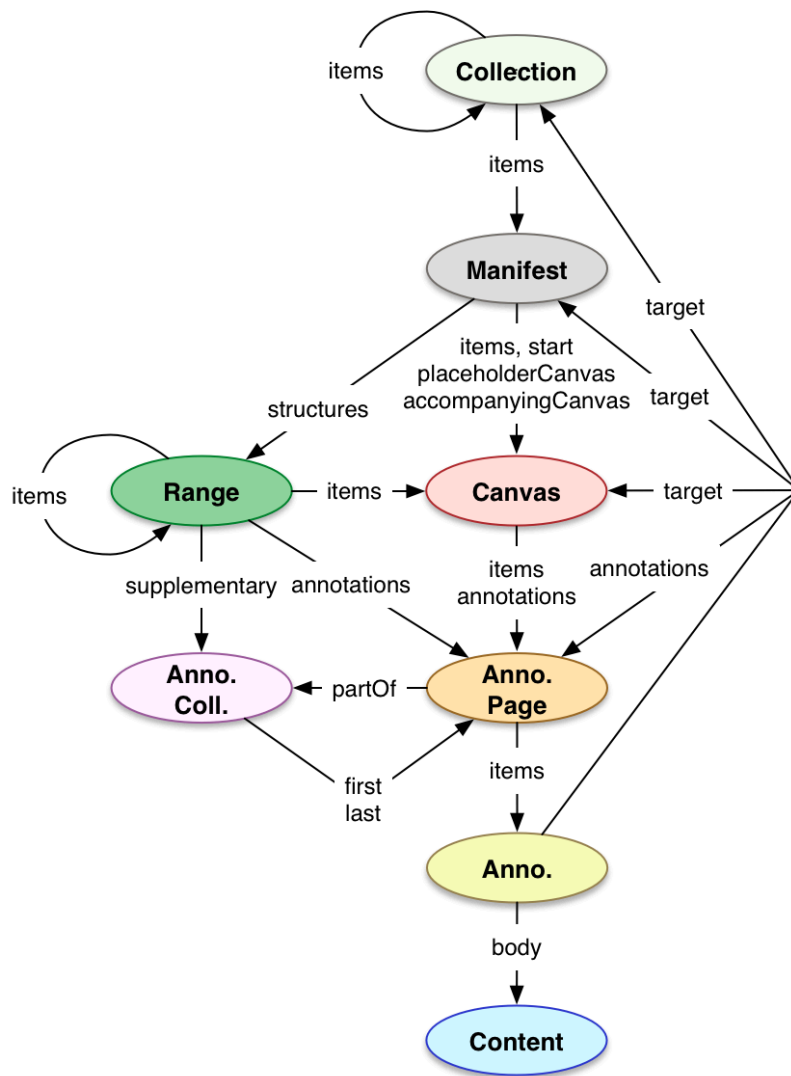 Collection
items
items
Manifest
target
items, start
placeholderCanvas
accompanyingCanvas
target
structures
Range
items
items
Canvas
target
supplementary
annotations
items
annotations
annotations
Anno.
Coll.
partOf
Anno.
Page
first
last
items
Anno.
body
Content